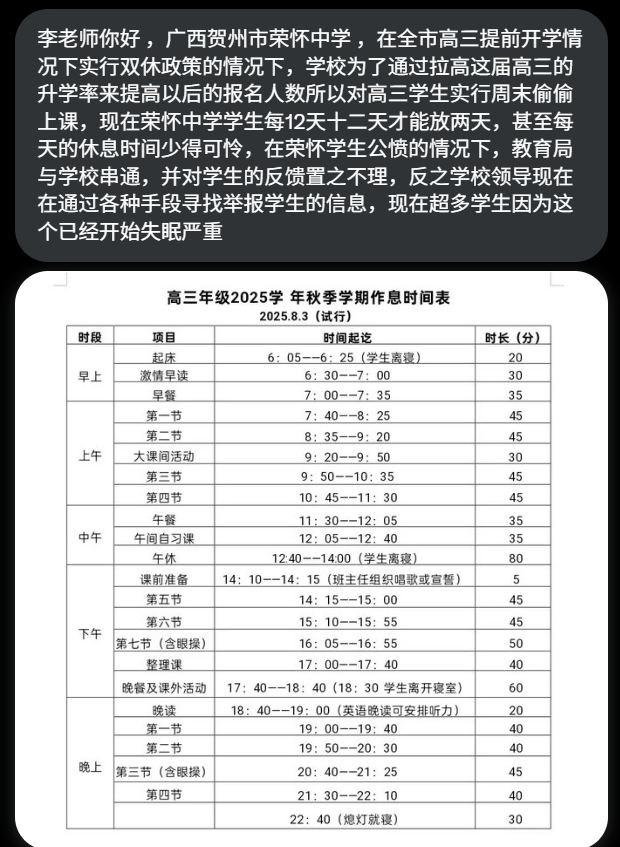 李老师你好，广西贺州市荣怀中学，在全市高三提前开学情
况下实行双休政策的情况下，学校为了通过拉高这届高三的
升学率来提高以后的报名人数所以对高三学生实行周末偷偷
上课，现在荣怀中学学生每12天十二天才能放两天，甚至每
天的休息时间少得可怜，在荣怀学生公愤的情况下，教育局
与学校串通，并对学生的反馈置之不理，反之学校领导现在
在通过各种手段寻找举报学生的信息，现在超多学生因为这
个已经开始失眠严重
高三年级2025学 年秋季学期作息时间表
2025.8.3（试行）
时段 项目 时间起讫 时长（分）
早上 起床 6：05——6：25（学生离寝） 20
激情早读 6：30——7：00 30
早餐 7：00——7：35 35
上午 第一节 7：40——8：25 45
第二节 8：35——9：20 45
大课间活动 9：20——9：50 30
第三节 9：50——10：35 45
第四节 10：45——11：30 45
中午 午餐 11：30——12：05 35
午间自习课 12：05——12：40 35
午休 12:40——14:00（学生离寝） 80
下午 课前准备 14：10——14：15（班主任组织唱歌或宣誓） 5
第五节 14：15——15：00 45
第六节 15：10——15：55 45
第七节（含眼操） 16：05——16：55 50
整理课 17：00——17：40 40
晚餐及课外活动 17：40——18：40（18：30 学生离开寝室） 60
晚上 晚读 18：40——19：00（英语晚读可安排听力） 20
第一节 19：00——19：40 40
第二节 19：50——20：30 40
第三节（含眼操） 20：40——21：25 45
第四节 21：30——22：10 40
22：40（熄灯就寝） 30